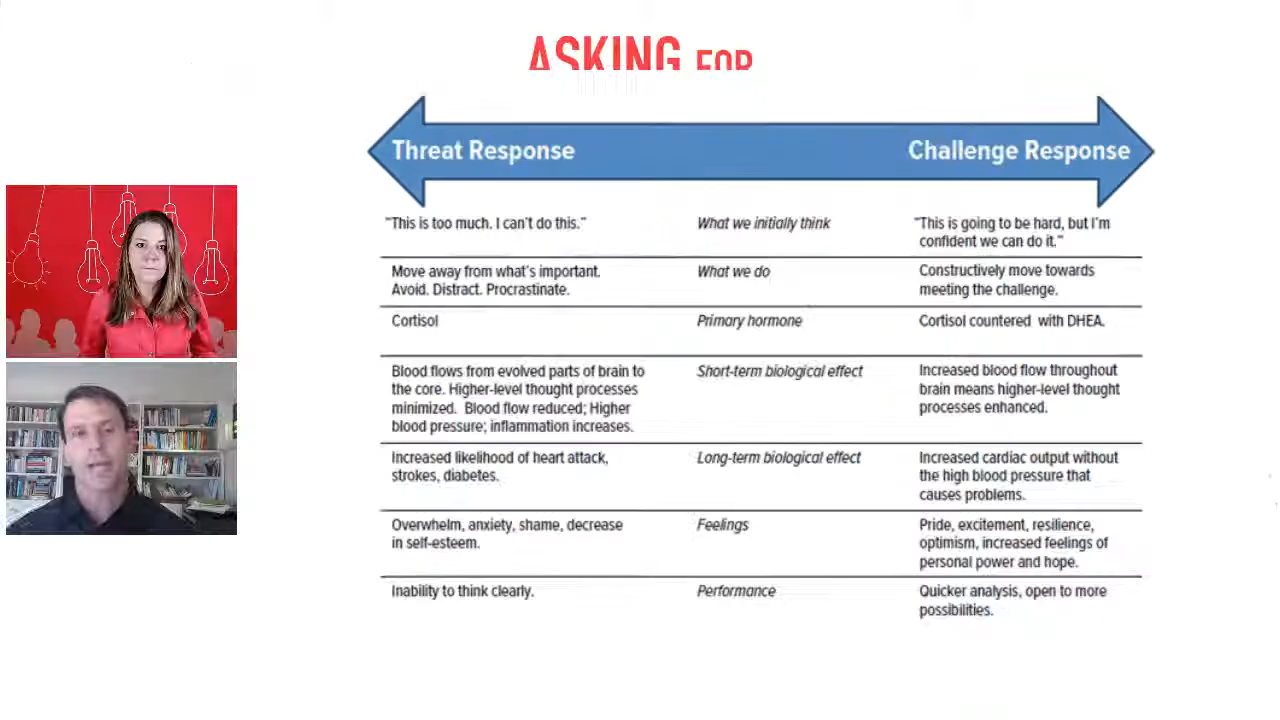 ASKING FOR
Threat Response
Challenge Response
"This is too much. I can't do this."
What we initially think
"This is going to be hard, but I'm
confident we can do it."
Move away from what's important.
Avoid. Distract. Procrastinate.
What we do
Constructively move towards
meeting the challenge.
Cortisol
Primary hormone
Cortisol countered with DHEA.
Blood flows from evolved parts of brain to
the core. Higher-level thought processes
minimized. Blood flow reduced; Higher
blood pressure; inflammation increases.
Short-term biological effect
Increased blood flow throughout
brain means higher-level thought
processes enhanced.
Increased likelihood of heart attack,
strokes, diabetes.
Long-term biological effect
Increased cardiac output without
the high blood pressure that
causes problems.
Overwhelm, anxiety, shame, decrease
in self-esteem.
Feelings
Pride, excitement, resilience,
optimism, increased feelings of
personal power and hope.
Inability to think clearly.
Performance
Quicker analysis, open to more
possibilities.